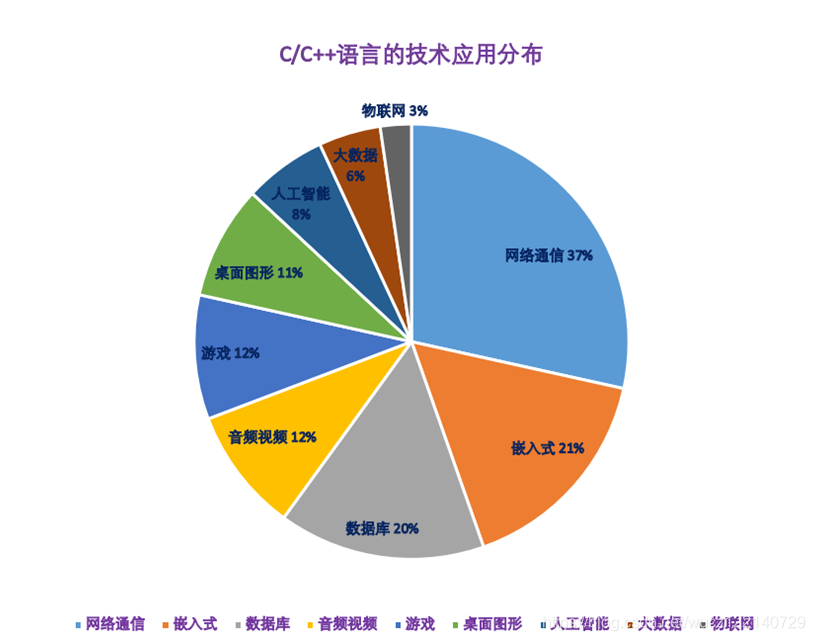 C/C++语言的技术应用分布
物联网 3%
大数据
6%
人工智能
8%
网络通信 37%
桌面图形 11%
游戏 12%
音频视频 12%
嵌入式 21%
数据库 20%
网络通信 嵌入式 数据库 音频视频 游戏 桌面图形 人工智能 大数据 物联网